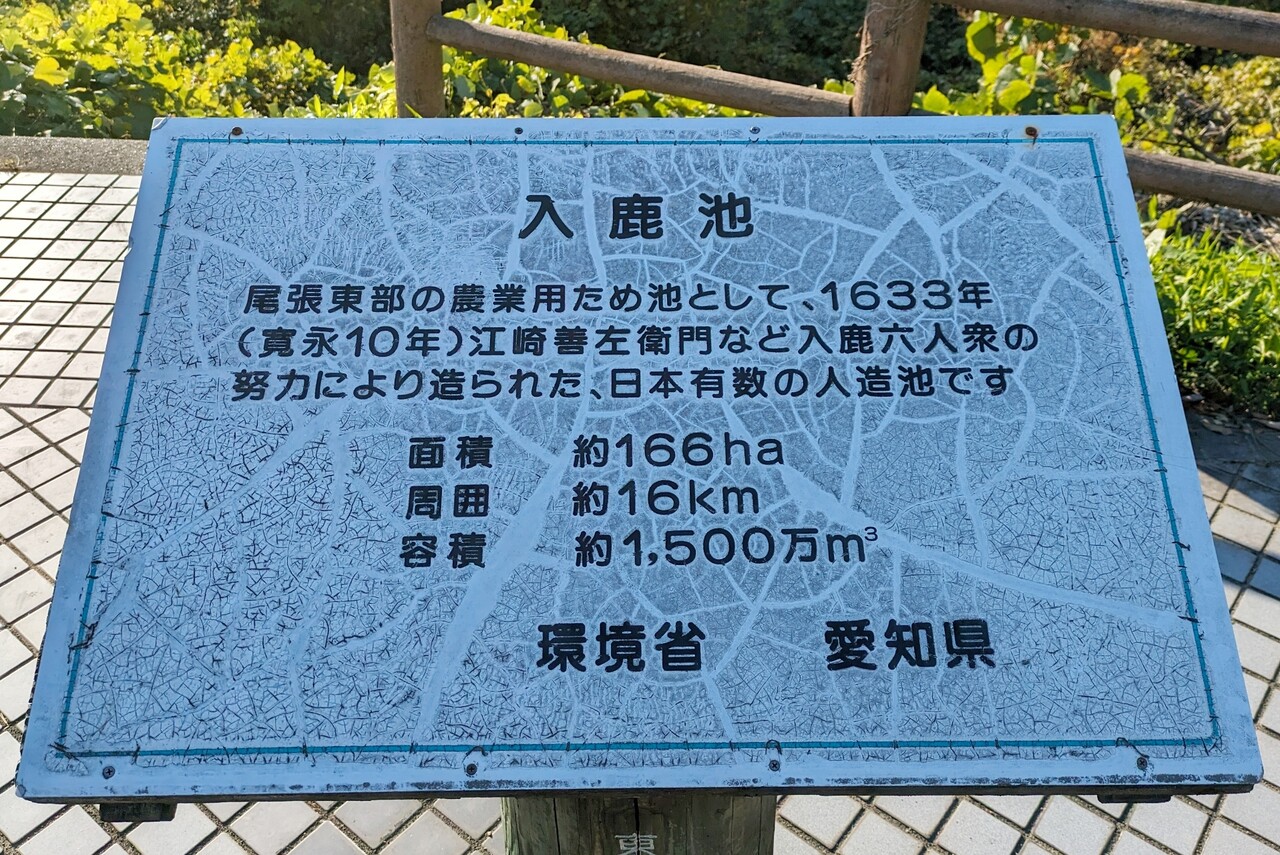 入鹿池
尾張東部の農業用ため池として、1633年
(寛永10年)江崎善左衛門など入鹿六人衆の
努力により造られた、日本有数の人造池です
面積 約166ha
周囲 約16km
容積 約1,500万m³
環境省 愛知県
東